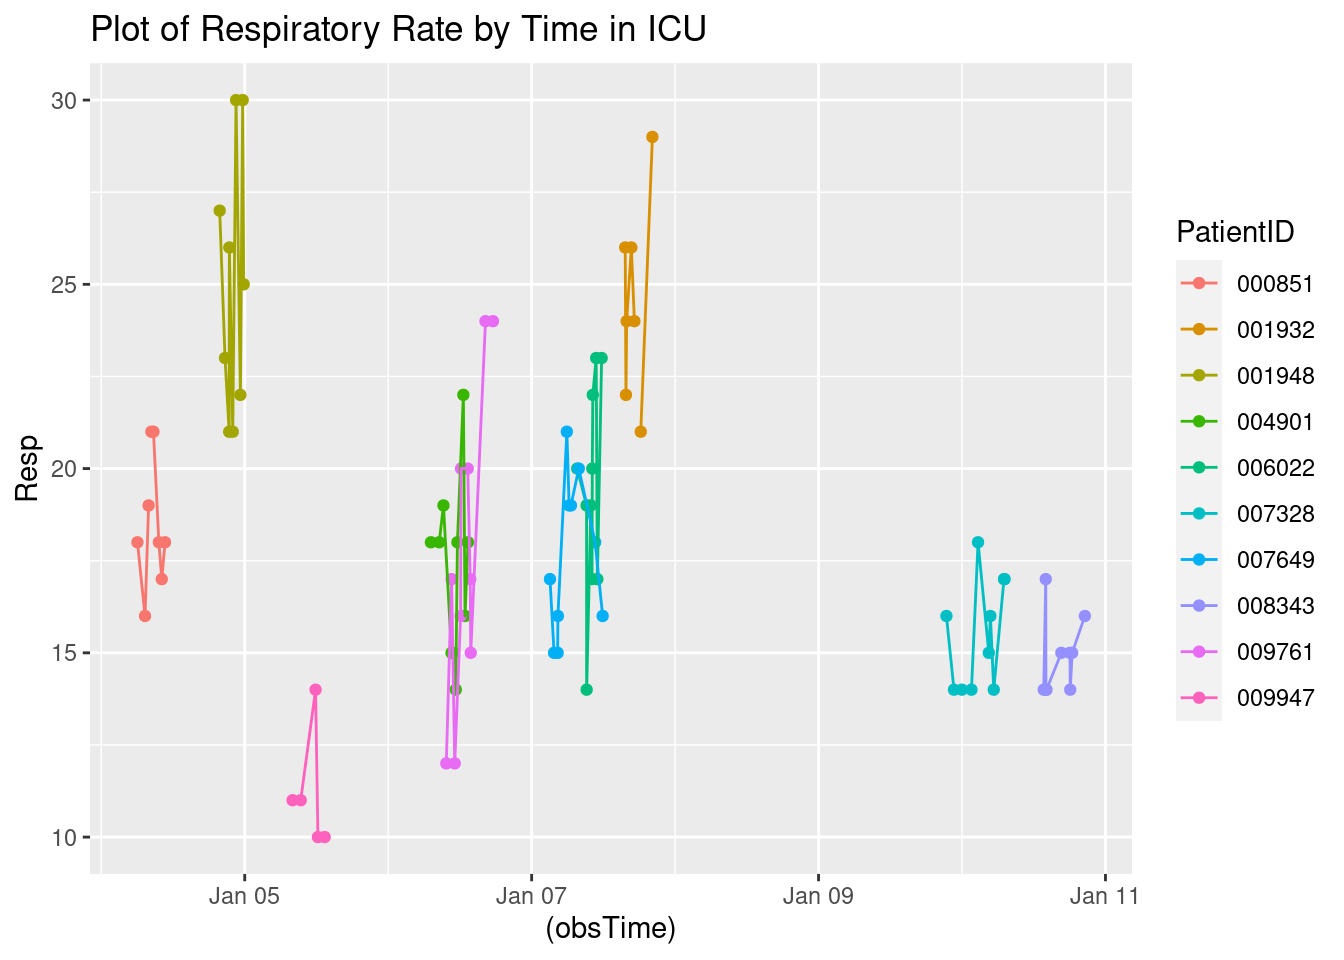 Plot of Respiratory Rate by Time in ICU
30
25
20
15
10
Resp
Jan 05
Jan 07
Jan 09
Jan 11
(obsTime)
PatientID
000851
001932
001948
004901
006022
007328
007649
008343
009761
009947